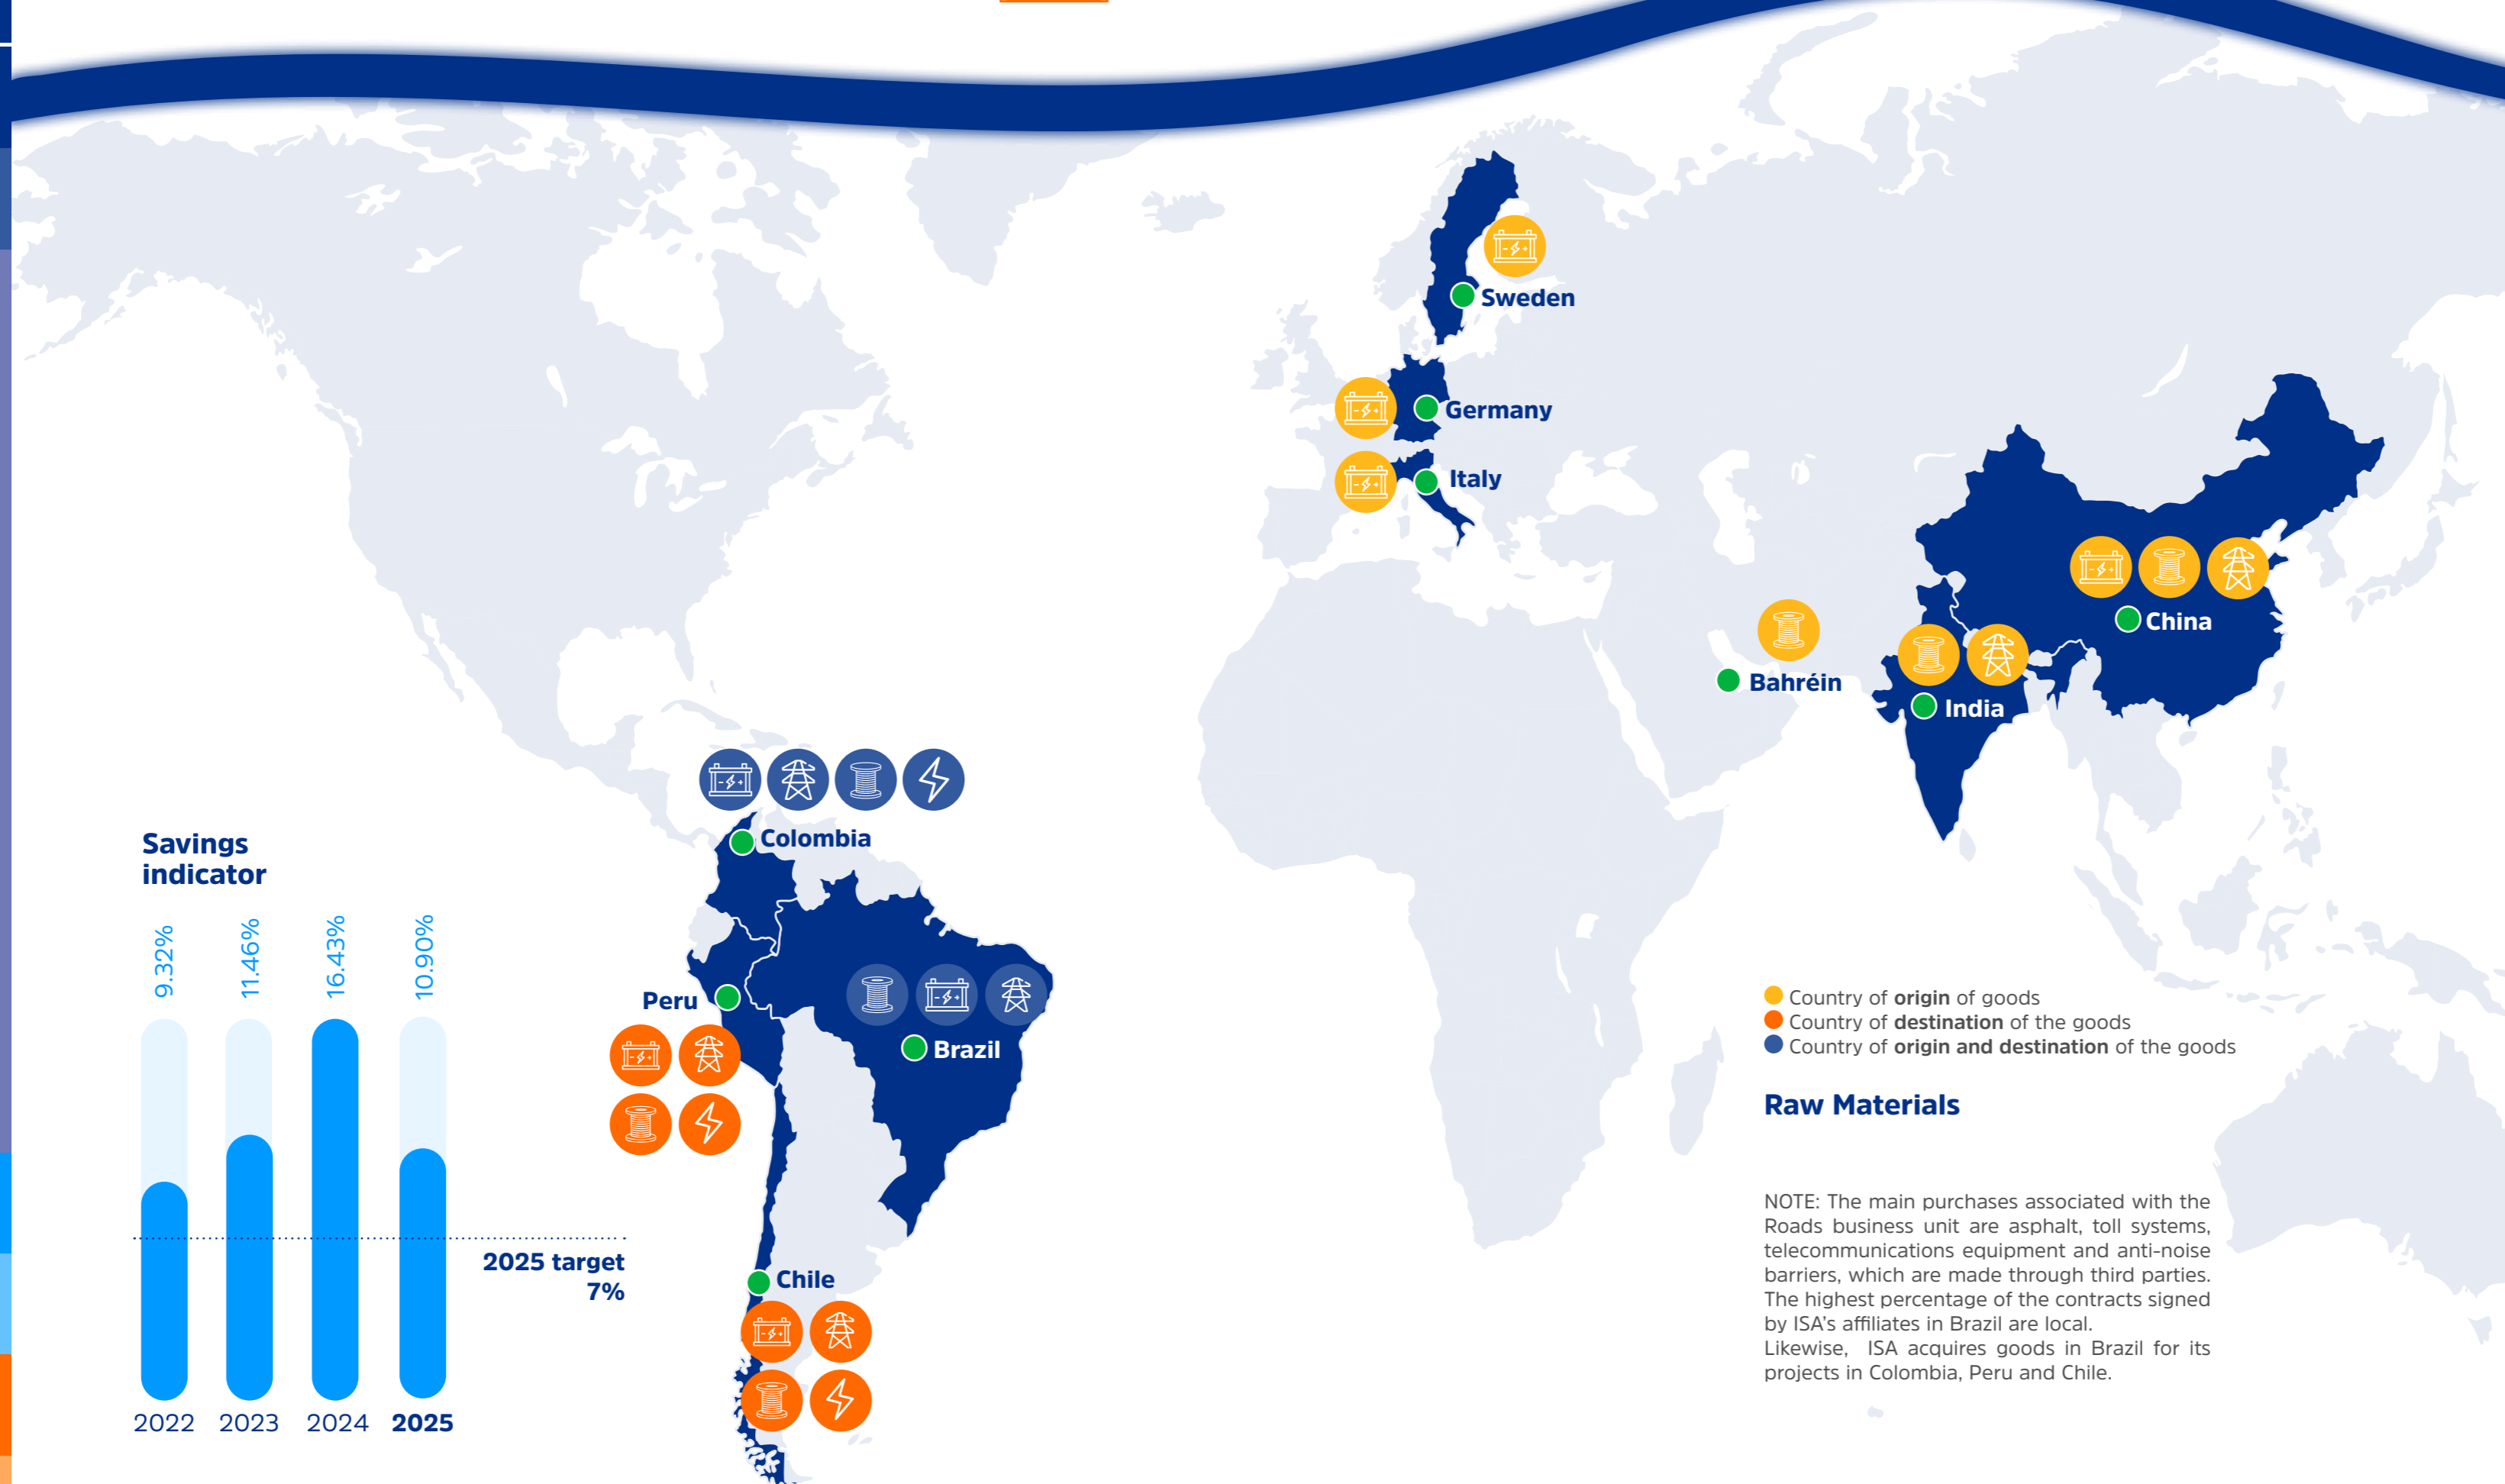 Sweden
Germany
Italy
China
Bahréin
India
Colombia
Peru
Brazil
Chile
Savings
indicator
9.32%
11.46%
16.43%
10.90%
2025 target
7%
2022
2023
2024
2025
Country of origin of goods
Country of destination of the goods
Country of origin and destination of the goods
Raw Materials
NOTE: The main purchases associated with the
Roads business unit are asphalt, toll systems,
telecommunications equipment and anti-noise
barriers, which are made through third parties.
The highest percentage of the contracts signed
by ISA's affiliates in Brazil are local.
Likewise, ISA acquires goods in Brazil for its
projects in Colombia, Peru and Chile.